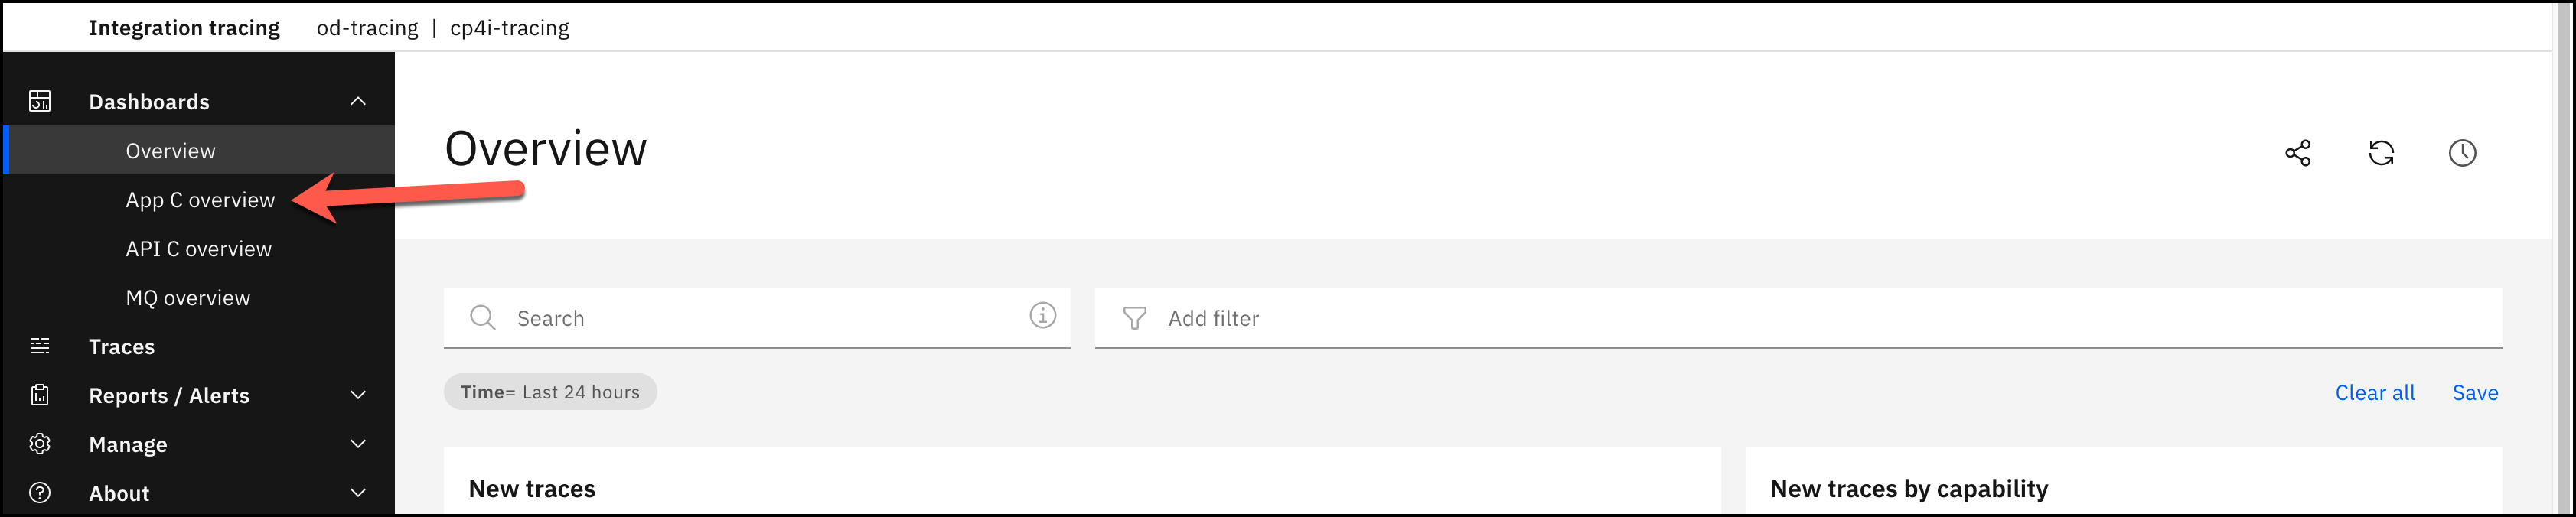 Integration tracing od-tracing | cp4i-tracing
Dashboards
Overview
App C overview
API C overview
MQ overview
Traces
Reports / Alerts
Manage
About
Overview
Search
Add filter
Time= Last 24 hours
Clear all Save
New traces
New traces by capability